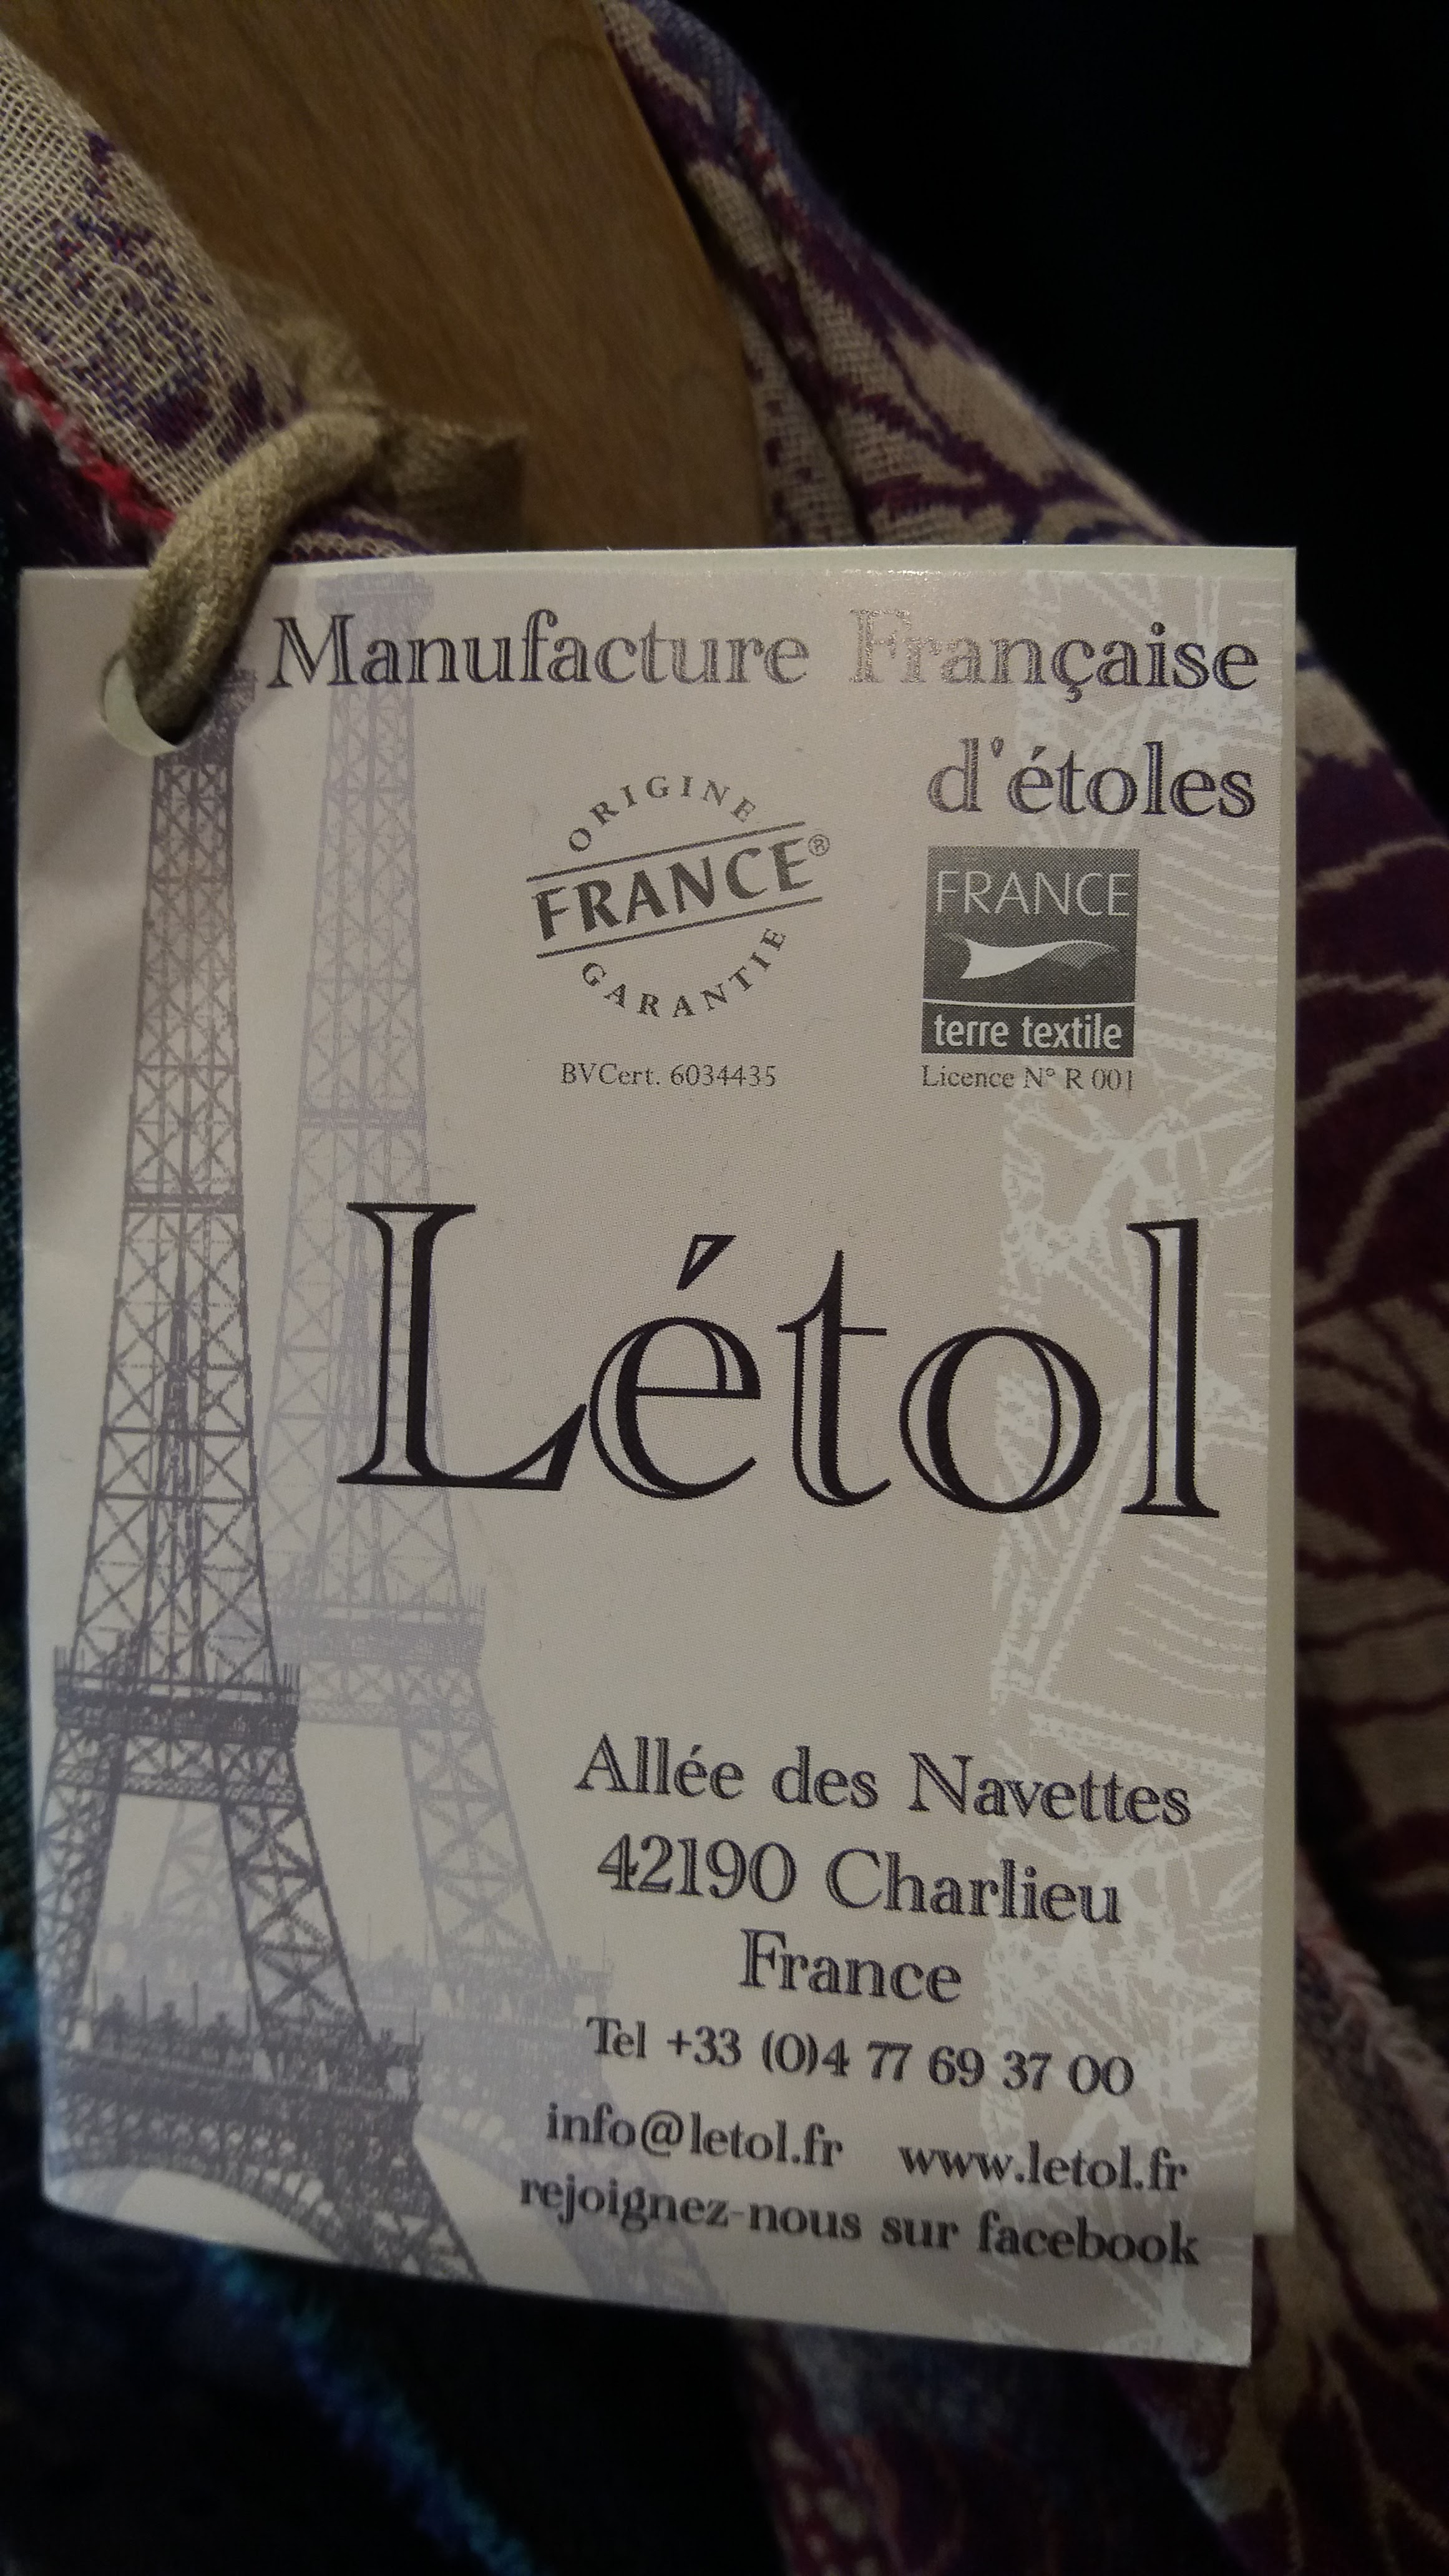 Manufacture Française
d'étoles
ORIGINE
FRANCE®
GARANTIE
BVCert. 6034435
FRANCE
terre textile
Licence N° R 001
Létol
Allée des Navettes
42190 Charlieu
France
Tel +33 (0)4 77 69 37 00
info@letol.fr www.letol.fr
rejoignez-nous sur facebook